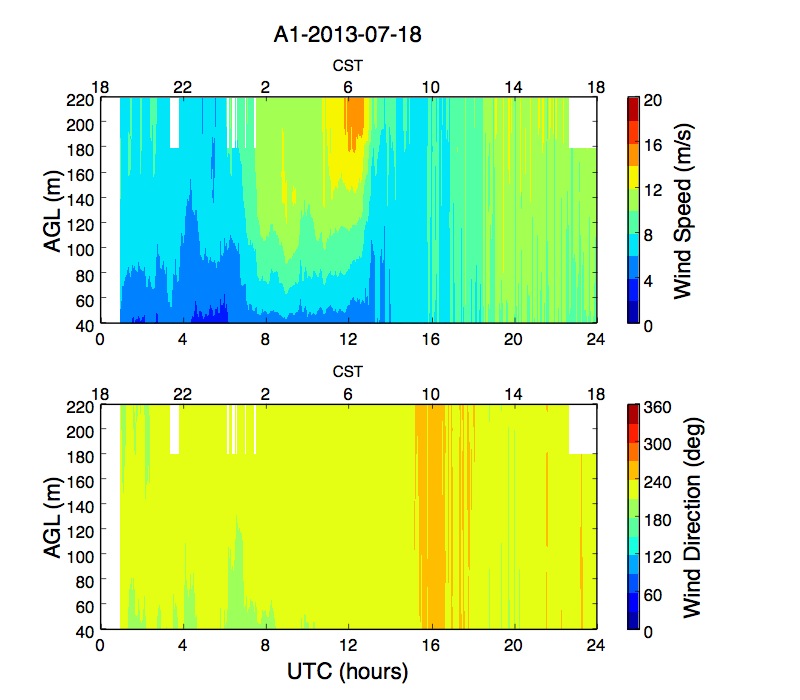 A1-2013-07-18
CST
18 22 2 6 10 14 18
220
200
180
160
140
120
100
80
60
40
AGL (m)
0 4 8 12 16 20 24
20
16
12
8
4
0
Wind Speed (m/s)
CST
18 22 2 6 10 14 18
220
200
180
160
140
120
100
80
60
40
AGL (m)
0 4 8 12 16 20 24
UTC (hours)
360
300
240
180
120
60
0
Wind Direction (deg)